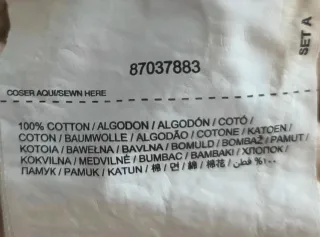 87037883
SET A
COSER AQUI/SEWN HERE
100% COTTON / ALGODON / ALGODÓN / COTÓ /
COTON / BAUMWOLLE / ALGODÃO / COTONE / KATOEN /
KOTOIA / BAWEŁNA / BAVLNA / BOMULD / BOMBAŽ / PAMUT /
KOKVILNA / MEDVILNĖ / BUMBAC / BAMBAKI / ХЛОПОК /
ПАМУК / PAMUK / KATUN / 棉 / 면 / 綿 / 棉花 / قطن ٪١٠٠